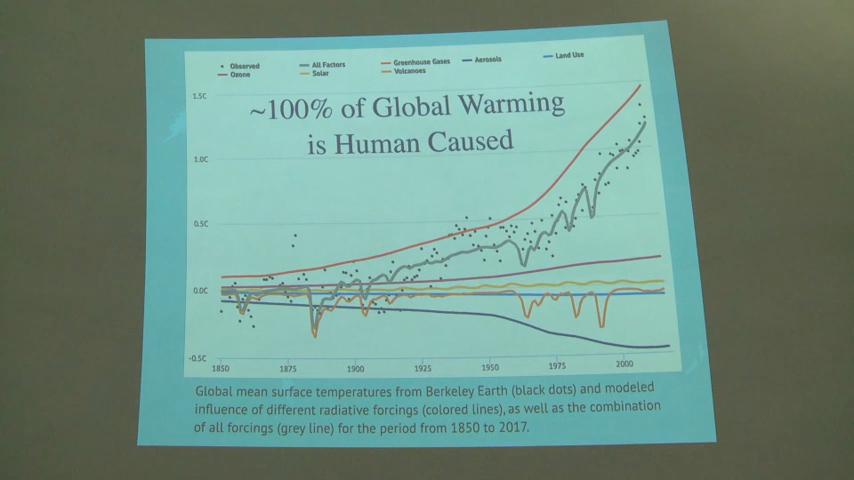 Observed All Factors Greenhouse Gases Aerosols Land Use
Ozone Solar Volcanoes
~100% of Global Warming
is Human Caused
1.5C
1.0C
0.5C
0.0C
-0.5C
1850 1875 1900 1925 1950 1975 2000
Global mean surface temperatures from Berkeley Earth (black dots) and modeled
influence of different radiative forcings (colored lines), as well as the combination
of all forcings (grey line) for the period from 1850 to 2017.